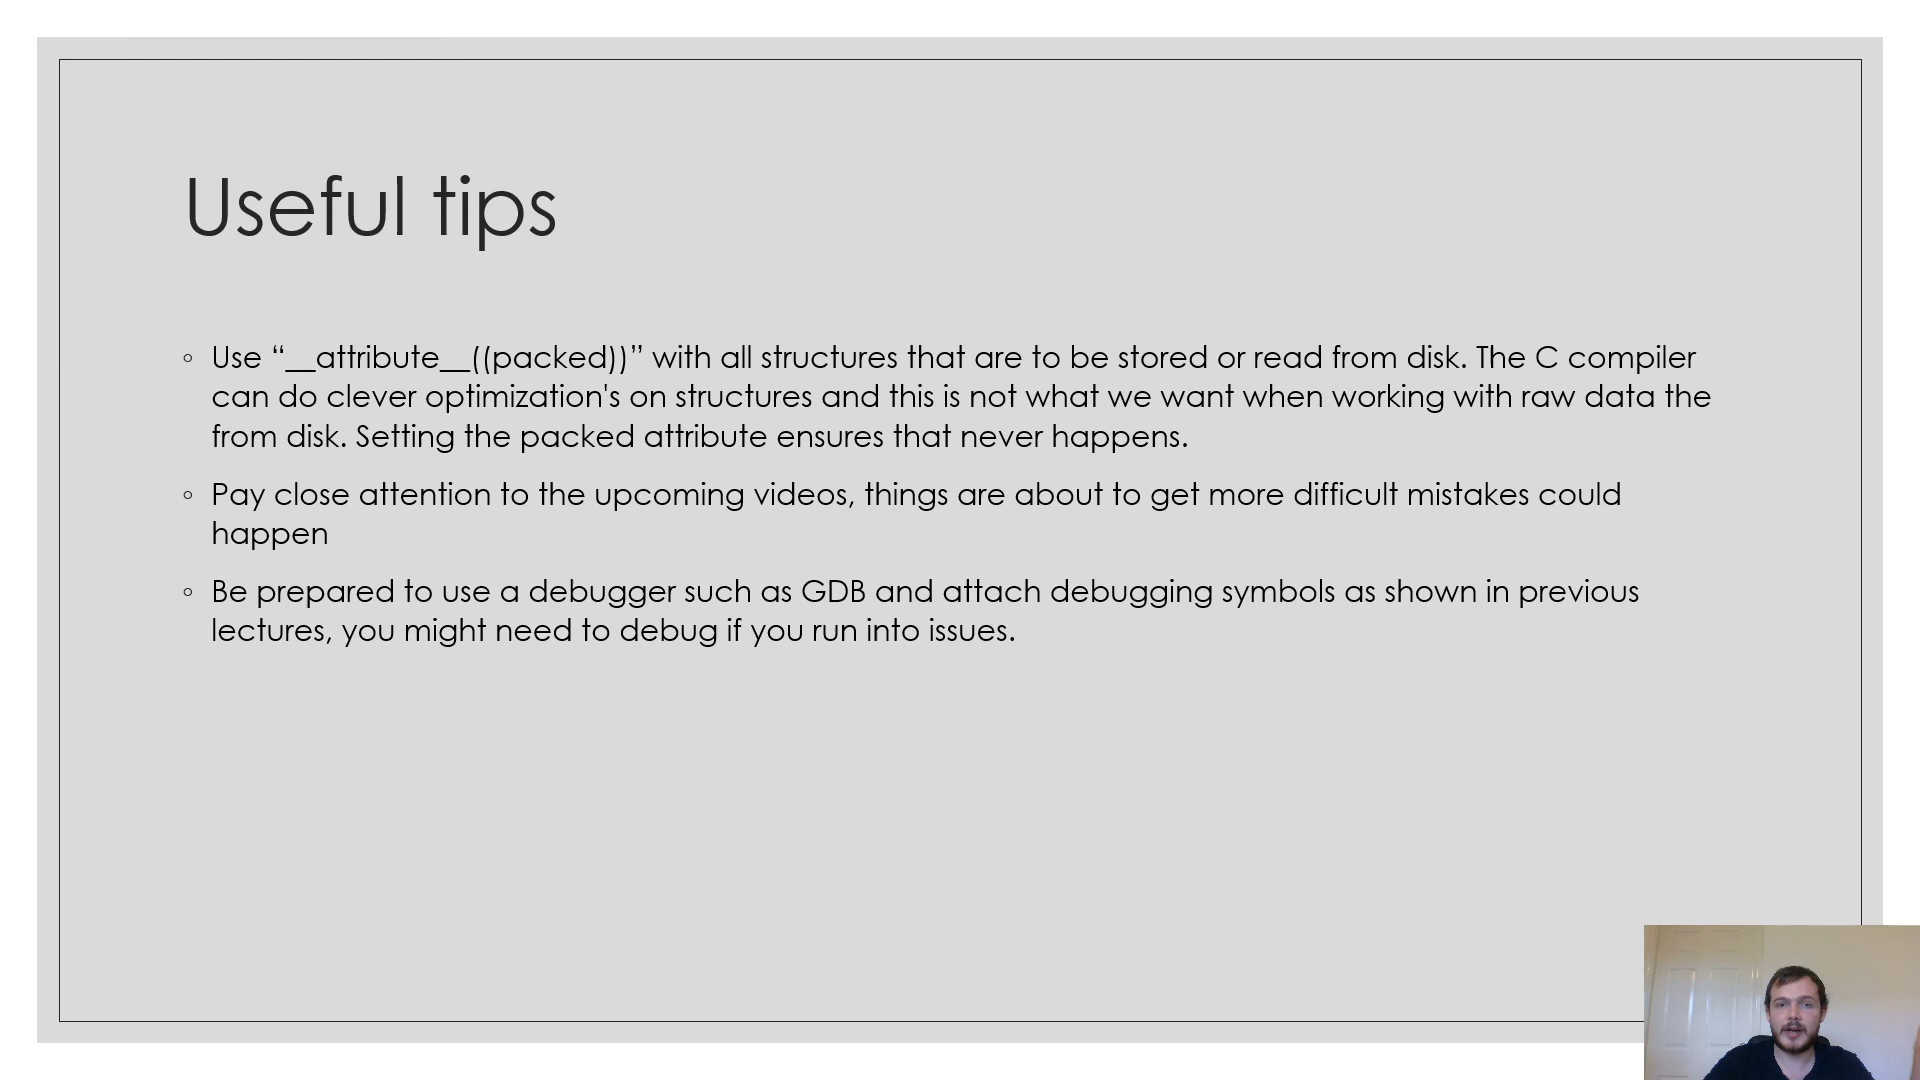 Useful tips
◦ Use “__attribute__((packed))” with all structures that are to be stored or read from disk. The C compiler
can do clever optimization's on structures and this is not what we want when working with raw data the
from disk. Setting the packed attribute ensures that never happens.
◦ Pay close attention to the upcoming videos, things are about to get more difficult mistakes could
happen
◦ Be prepared to use a debugger such as GDB and attach debugging symbols as shown in previous
lectures, you might need to debug if you run into issues.